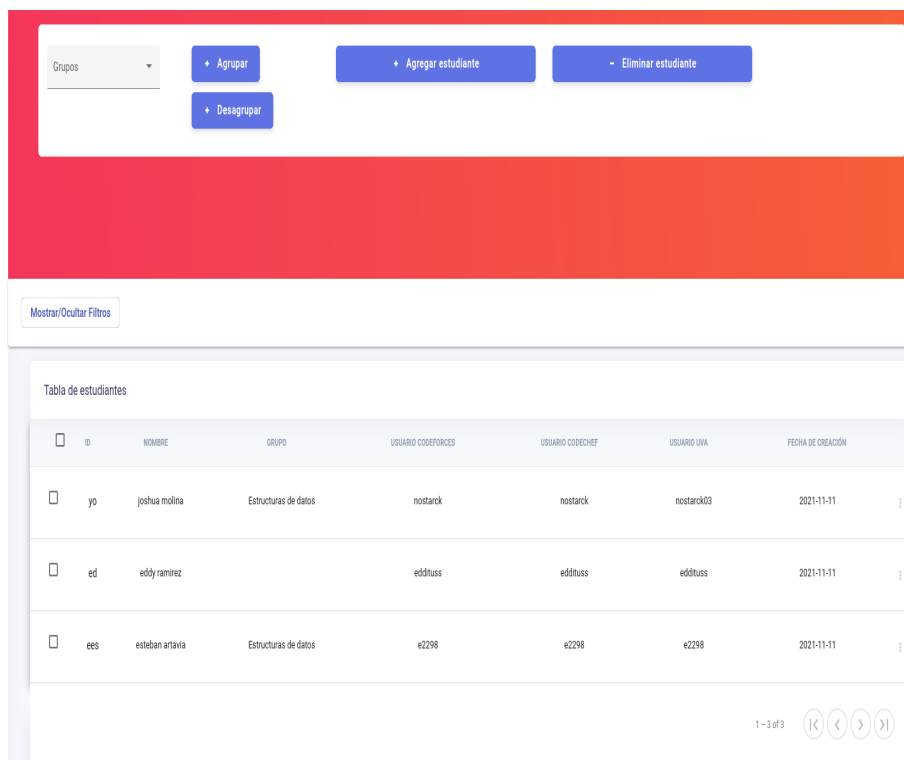 Grupos + Agrupar + Agregar estudiante - Eliminar estudiante
+ Desagrupar
Mostrar/Ocultar Filtros
Tabla de estudiantes
ID NOMBRE GRUPO USUARIO CODEFORCES USUARIO CODECHEF USUARIO UVA FECHA DE CREACIÓN
yo joshua molina Estructuras de datos nostarck nostarck nostarck03 2021-11-11
ed eddy ramirez eddituss eddituss eddituss 2021-11-11
ees esteban artavia Estructuras de datos e2298 e2298 e2298 2021-11-11
1 – 3 of 3